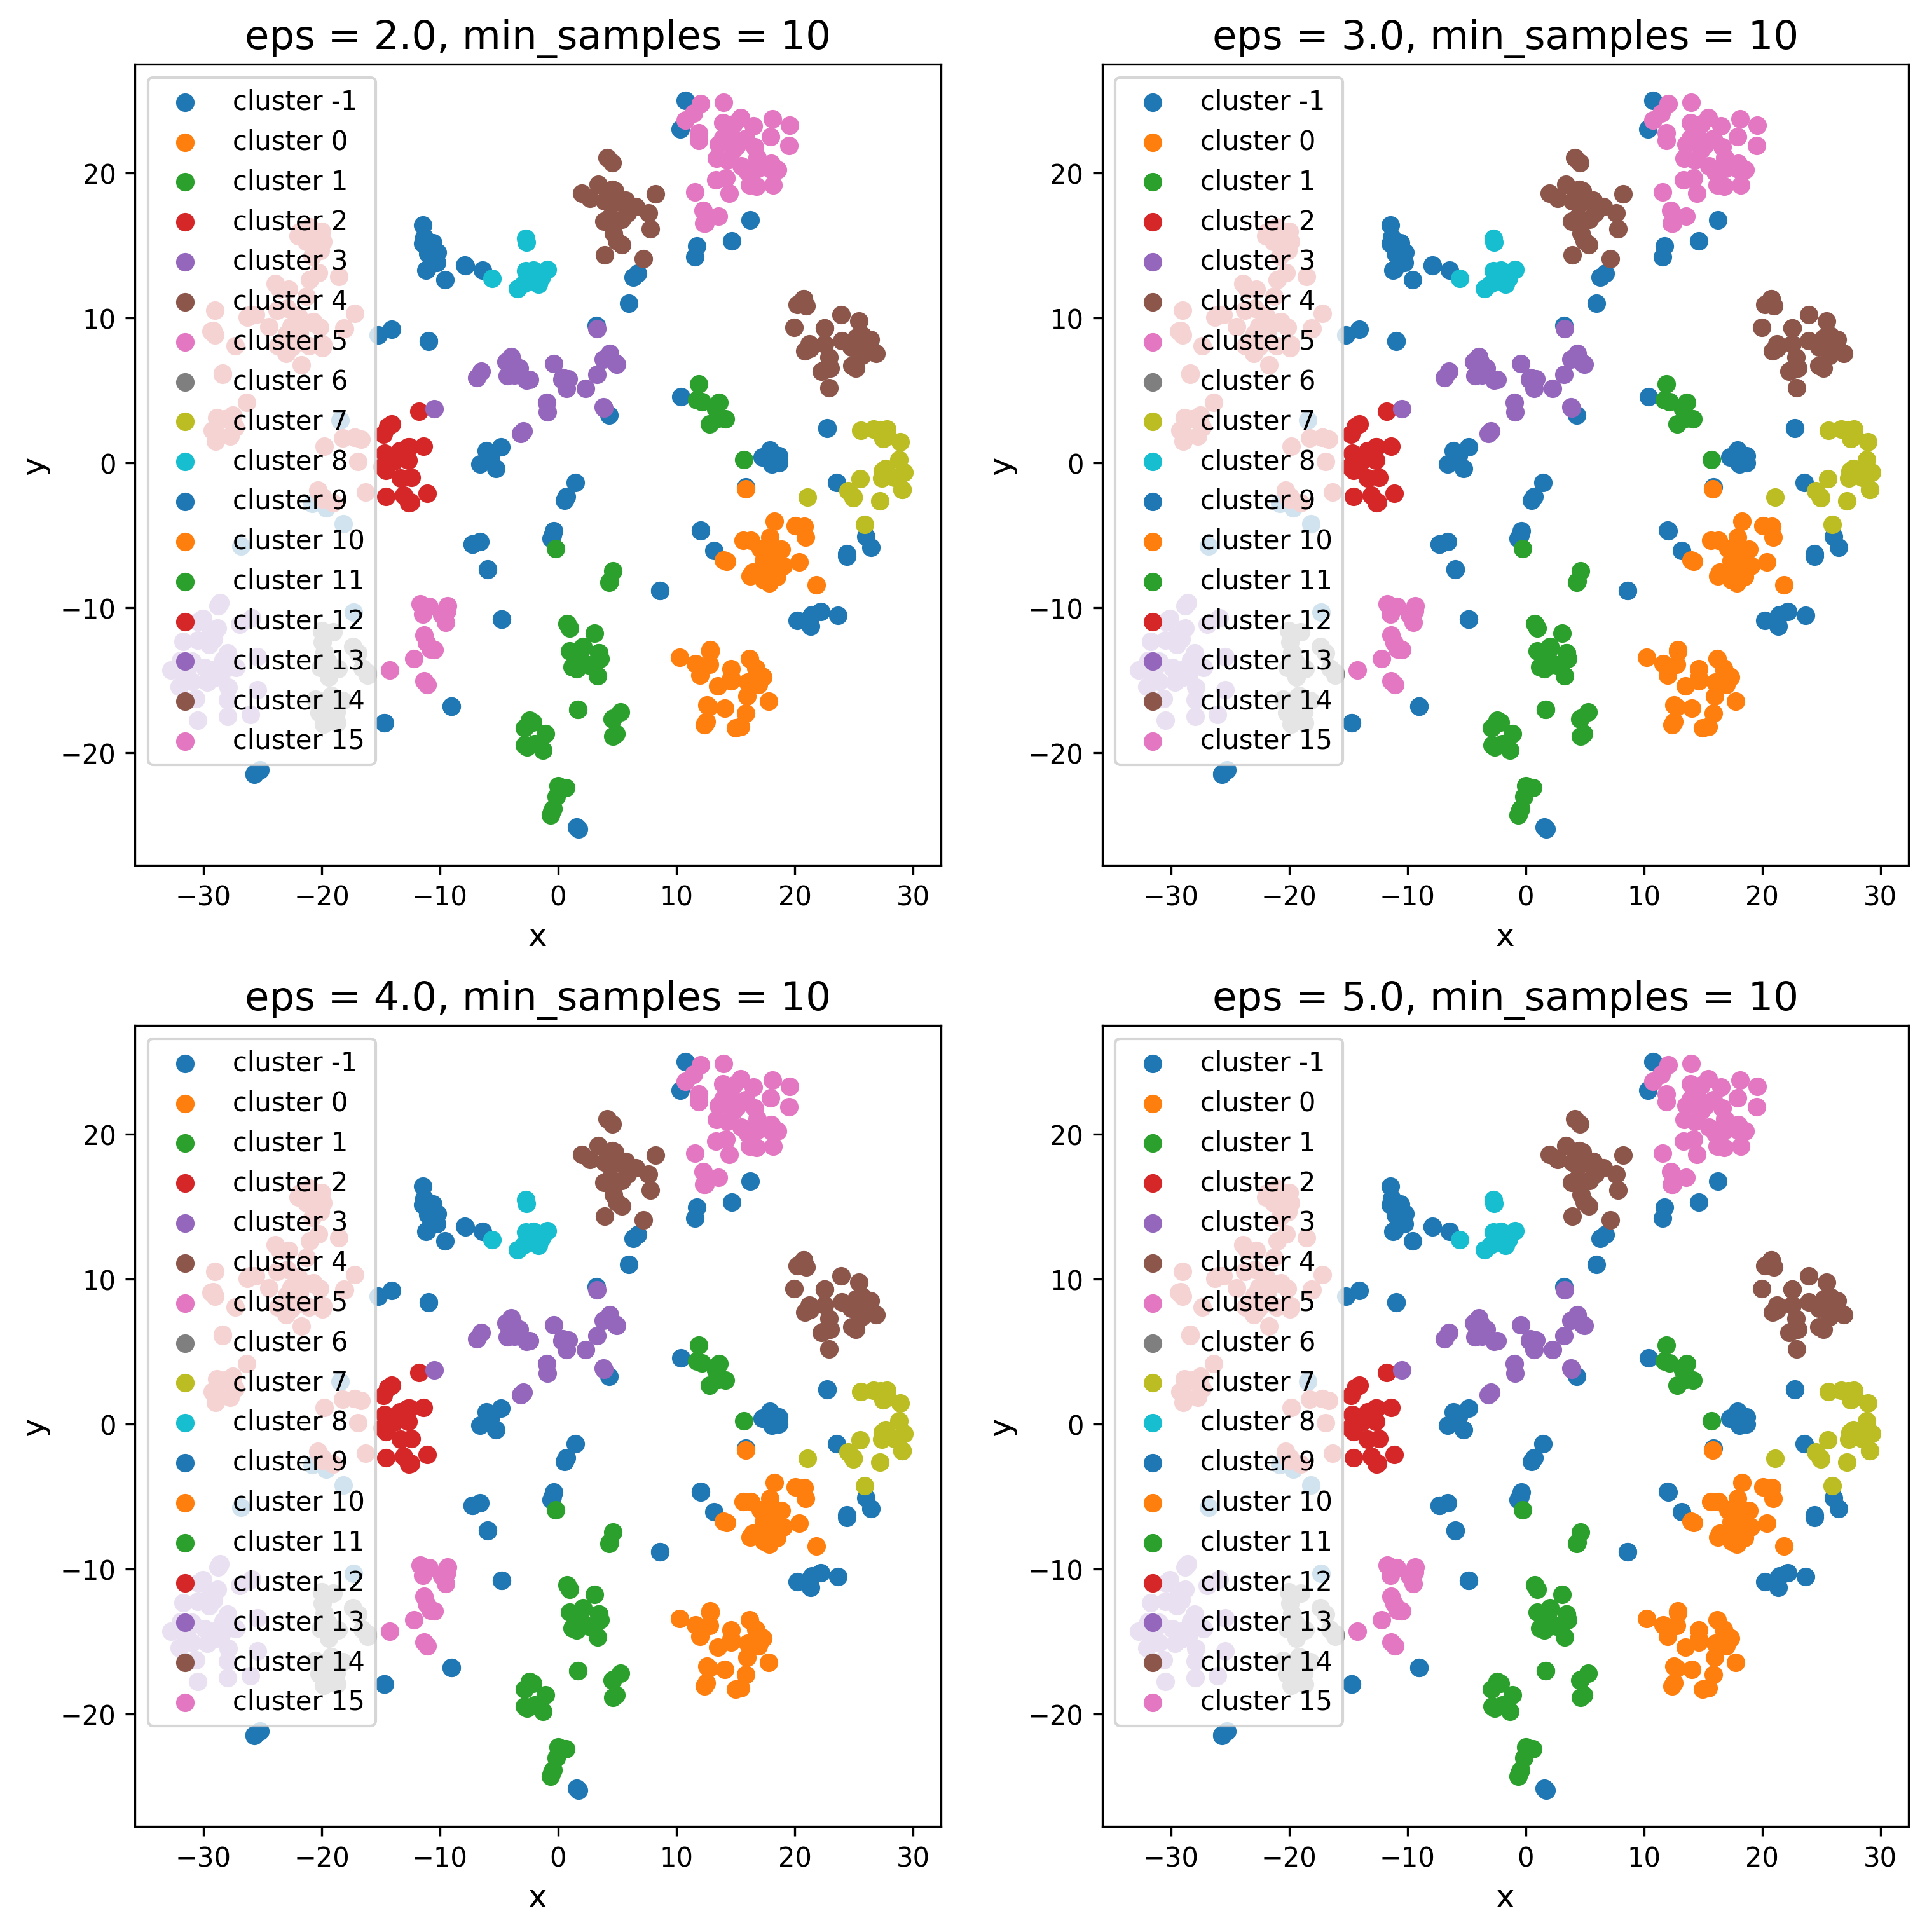 eps = 2.0, min_samples = 10
cluster -1
cluster 0
cluster 1
cluster 2
cluster 3
cluster 4
cluster 5
cluster 6
cluster 7
cluster 8
cluster 9
cluster 10
cluster 11
cluster 12
cluster 13
cluster 14
cluster 15
y
20
10
0
−10
−20
−30 −20 −10 0 10 20 30
x
eps = 3.0, min_samples = 10
cluster -1
cluster 0
cluster 1
cluster 2
cluster 3
cluster 4
cluster 5
cluster 6
cluster 7
cluster 8
cluster 9
cluster 10
cluster 11
cluster 12
cluster 13
cluster 14
cluster 15
y
20
10
0
−10
−20
−30 −20 −10 0 10 20 30
x
eps = 4.0, min_samples = 10
cluster -1
cluster 0
cluster 1
cluster 2
cluster 3
cluster 4
cluster 5
cluster 6
cluster 7
cluster 8
cluster 9
cluster 10
cluster 11
cluster 12
cluster 13
cluster 14
cluster 15
y
20
10
0
−10
−20
−30 −20 −10 0 10 20 30
x
eps = 5.0, min_samples = 10
cluster -1
cluster 0
cluster 1
cluster 2
cluster 3
cluster 4
cluster 5
cluster 6
cluster 7
cluster 8
cluster 9
cluster 10
cluster 11
cluster 12
cluster 13
cluster 14
cluster 15
y
20
10
0
−10
−20
−30 −20 −10 0 10 20 30
x